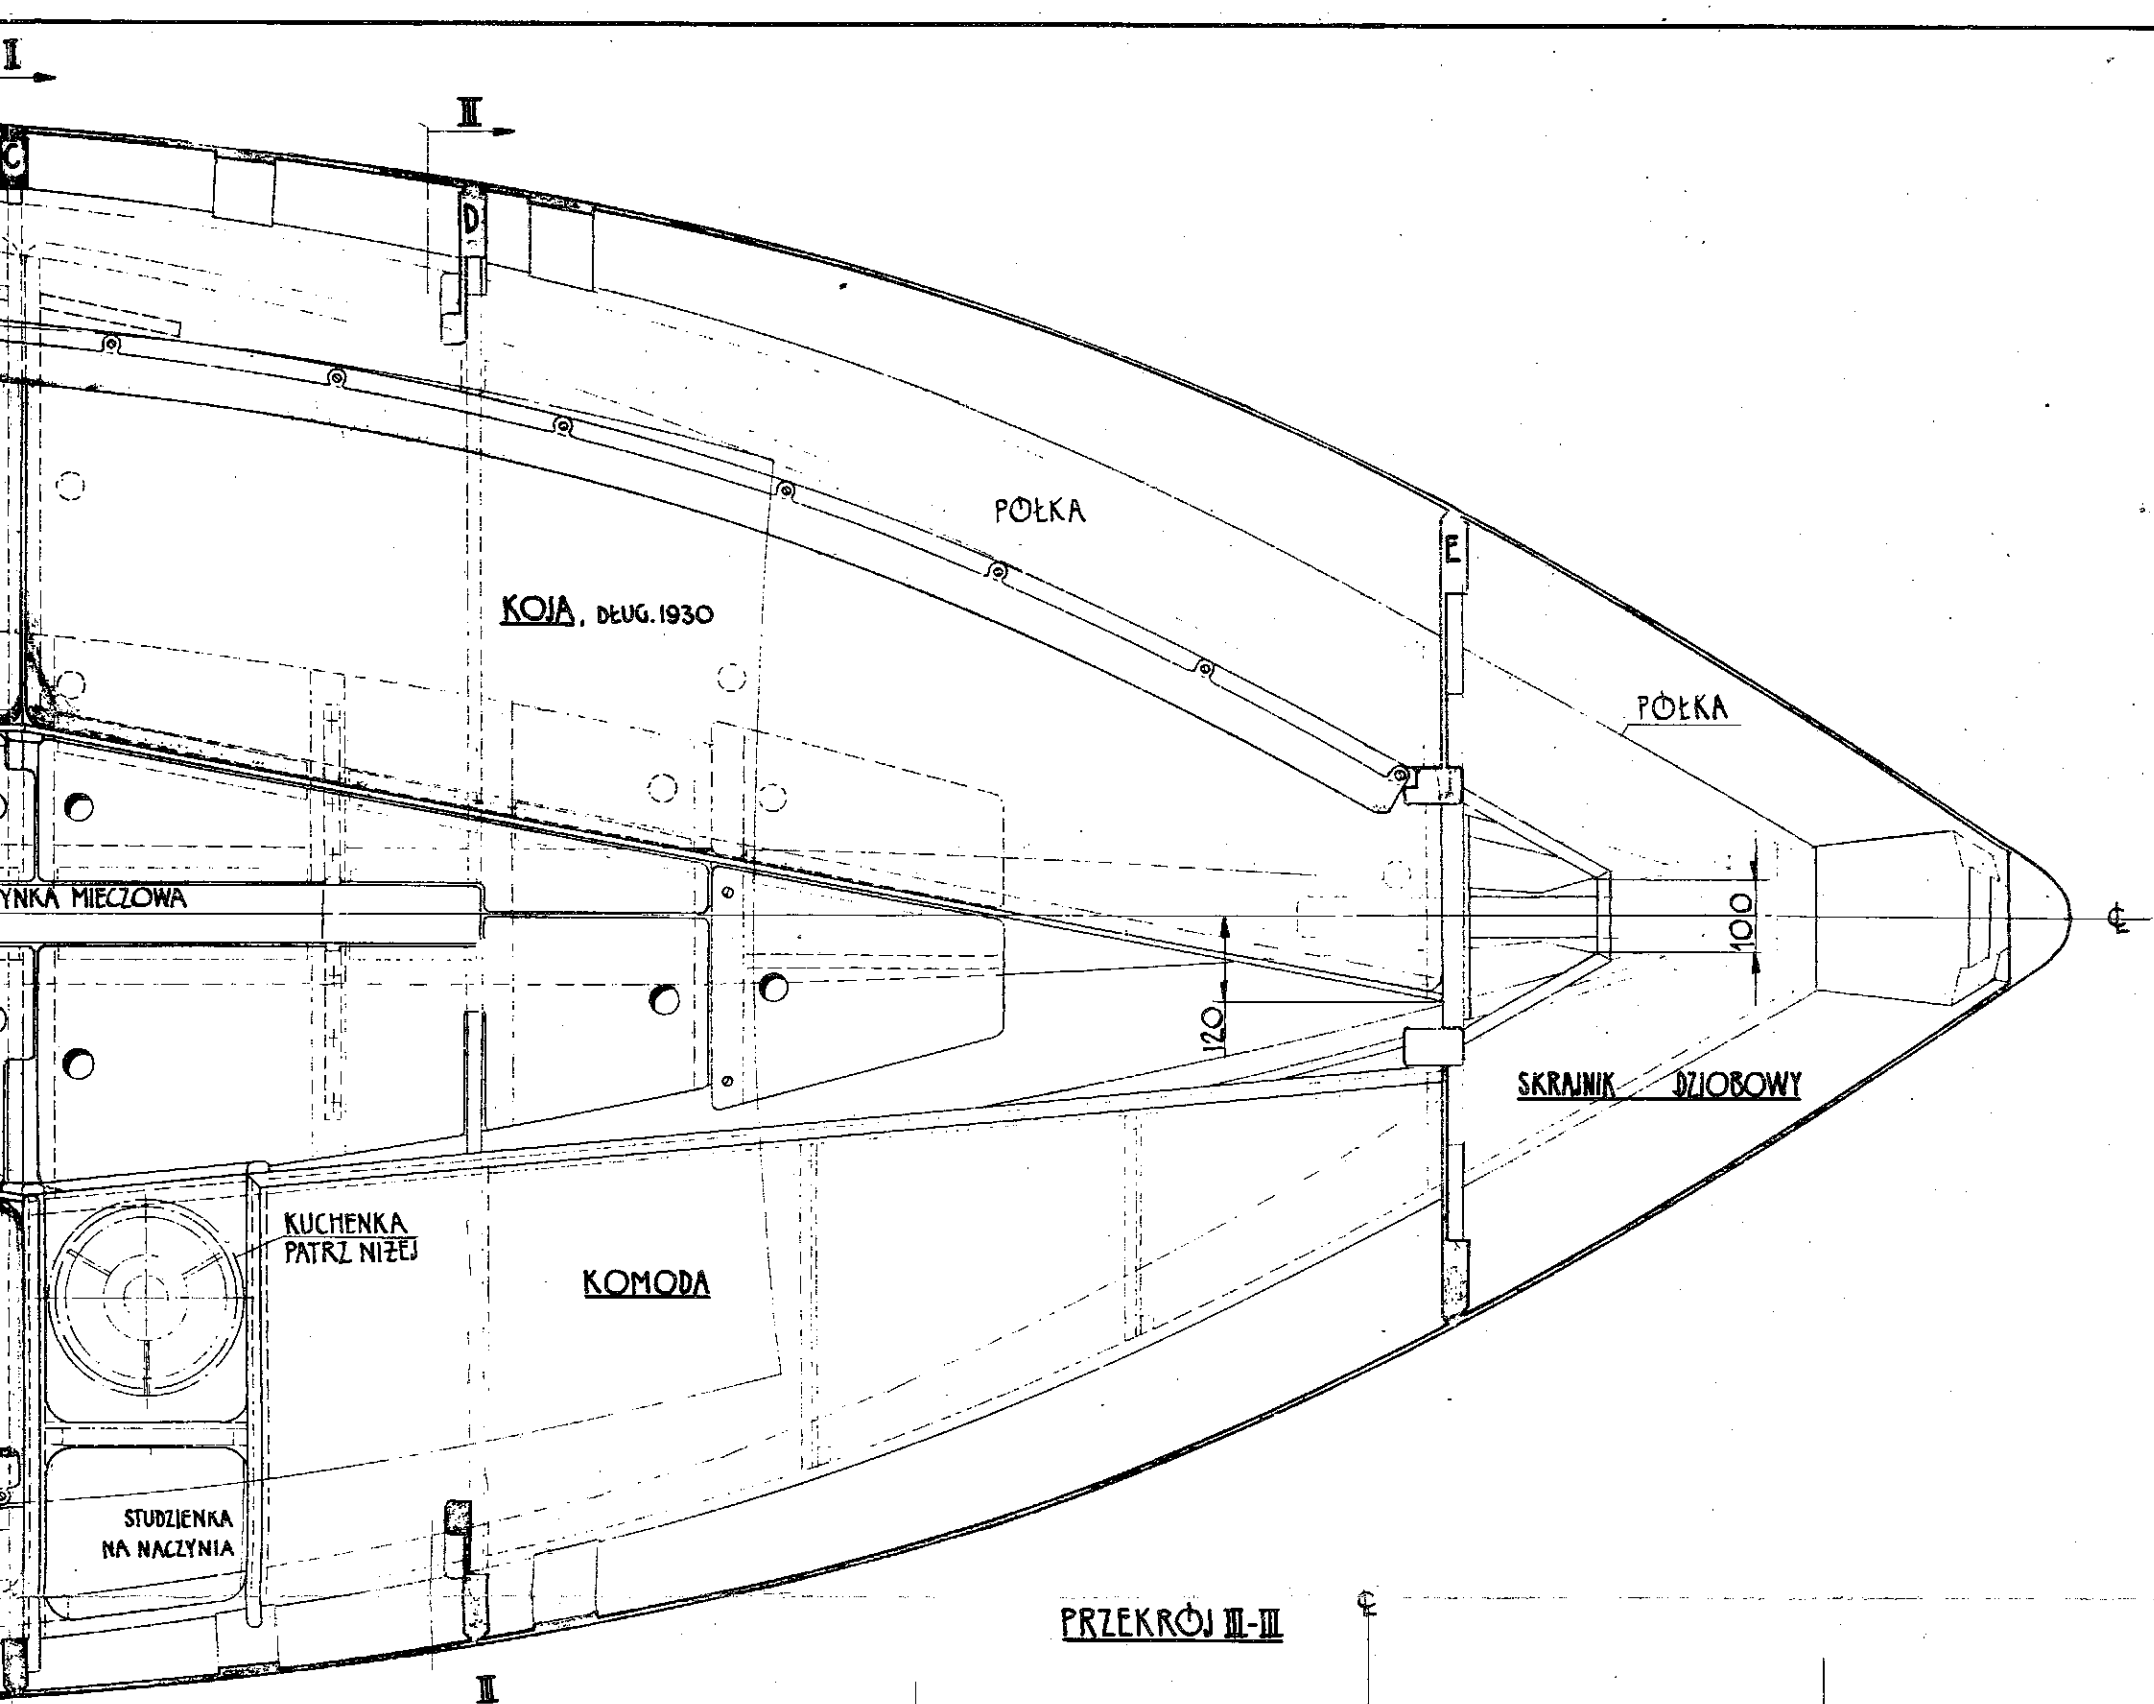 I
II
C
D
PÓŁKA
E
KOJA, DŁUG. 1930
PÓŁKA
YNKA MIECZOWA
100
120
SKRAJNIK DZIOBOWY
KUCHENKA
PATRZ NIŻEJ
KOMODA
STUDZIENKA
NA NACZYNIA
PRZEKRÓJ III-III
II